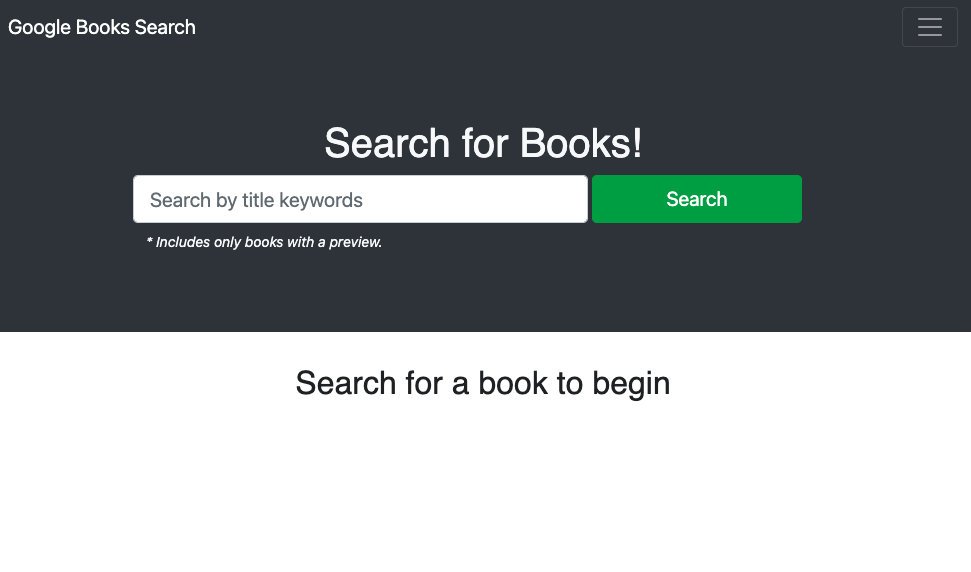 Google Books Search
Search for Books!
Search by title keywords
Search
* Includes only books with a preview.
Search for a book to begin